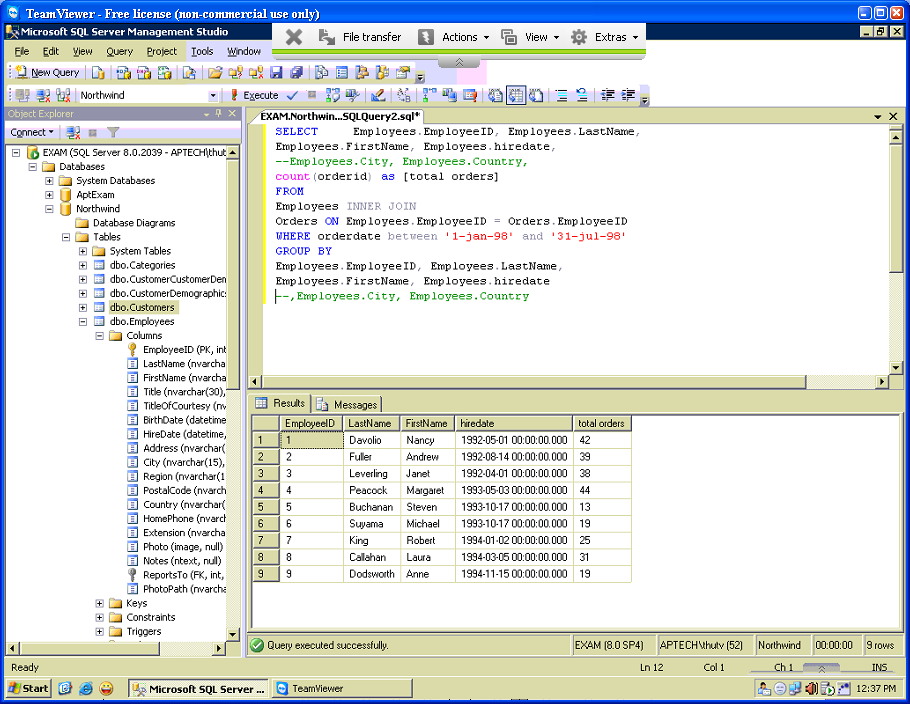 TeamViewer - Free license (non-commercial use only)
Microsoft SQL Server Management Studio
File transfer Actions View Extras
File Edit View Query Project Tools Window
New Query
Northwind Execute
Object Explorer
Connect
EXAM (SQL Server 8.0.2039 - APTECH\thutv
Databases
System Databases
AptExam
Northwind
Database Diagrams
Tables
System Tables
dbo.Categories
dbo.CustomerCustomerDem
dbo.CustomerDemographics
dbo.Customers
dbo.Employees
Columns
EmployeeID (PK, int
LastName (nvarcha
FirstName (nvarcha
Title (nvarchar(30),
TitleOfCourtesy (nv
BirthDate (datetime
HireDate (datetime,
Address (nvarchar(
City (nvarchar(15),
Region (nvarchar(1
PostalCode (nvarch
Country (nvarchar(
HomePhone (nvarch
Extension (nvarchar
Photo (image, null)
Notes (ntext, null)
ReportsTo (FK, int,
PhotoPath (nvarcha
Keys
Constraints
Triggers
EXAM.Northwin...SQLQuery2.sql*
SELECT Employees.EmployeeID, Employees.LastName,
Employees.FirstName, Employees.hiredate,
--Employees.City, Employees.Country,
count(orderid) as [total orders]
FROM
Employees INNER JOIN
Orders ON Employees.EmployeeID = Orders.EmployeeID
WHERE orderdate between '1-jan-98' and '31-jul-98'
GROUP BY
Employees.EmployeeID, Employees.LastName,
Employees.FirstName, Employees.hiredate
--,Employees.City, Employees.Country
Results Messages
EmployeeID LastName FirstName hiredate total orders
1 1 Davolio Nancy 1992-05-01 00:00:00.000 42
2 2 Fuller Andrew 1992-08-14 00:00:00.000 39
3 3 Leverling Janet 1992-04-01 00:00:00.000 38
4 4 Peacock Margaret 1993-05-03 00:00:00.000 44
5 5 Buchanan Steven 1993-10-17 00:00:00.000 13
6 6 Suyama Michael 1993-10-17 00:00:00.000 19
7 7 King Robert 1994-01-02 00:00:00.000 25
8 8 Callahan Laura 1994-03-05 00:00:00.000 31
9 9 Dodsworth Anne 1994-11-15 00:00:00.000 19
Query executed successfully. EXAM (8.0 SP4) APTECH\thutv (52) Northwind 00:00:00 9 rows
Ready Ln 12 Col 1 Ch 1 INS
Start Microsoft SQL Server ... TeamViewer 12:37 PM